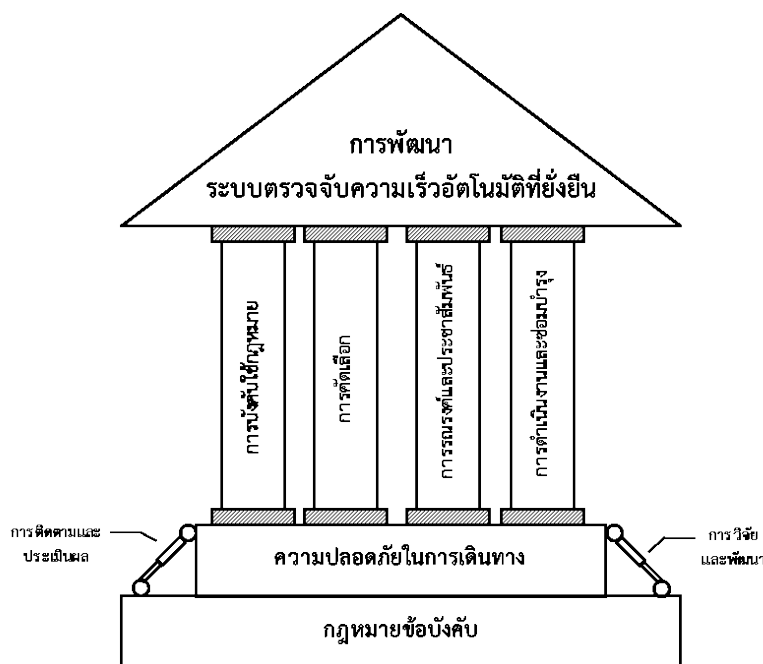 การพัฒนา
ระบบตรวจจับความเร็วอัตโนมัติที่ยั่งยืน
การบังคับใช้กฎหมาย
การคัดเลือก
การรณรงค์และประชาสัมพันธ์
การดำเนินงานและซ่อมบำรุง
การติดตามและ
ประเมินผล
ความปลอดภัยในการเดินทาง
การวิจัย
และพัฒนา
กฎหมายข้อบังคับ